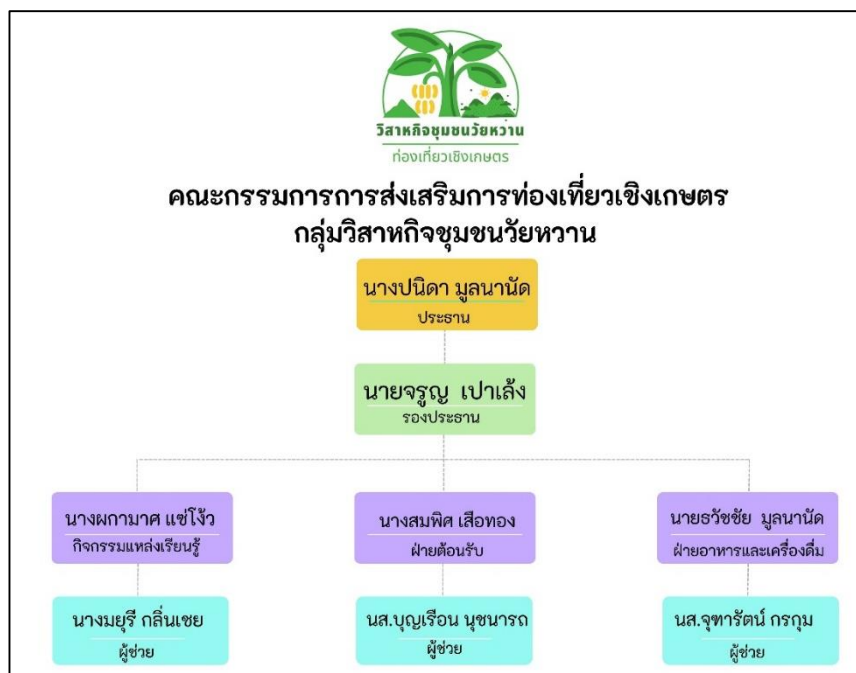 วิสาหกิจชุมชนวัยหวาน
ท่องเที่ยวเชิงเกษตร
คณะกรรมการการส่งเสริมการท่องเที่ยวเชิงเกษตร
กลุ่มวิสาหกิจชุมชนวัยหวาน
นางปนิดา มูลนานัด
ประธาน
นายจรูญ เปาเล้ง
รองประธาน
นางผกามาศ แซ่โง้ว
กิจกรรมแหล่งเรียนรู้
นางสมพิศ เสือทอง
ฝ่ายต้อนรับ
นายธวัชชัย มูลนานัด
ฝ่ายอาหารและเครื่องดื่ม
นางมยุรี กลิ่นเชย
ผู้ช่วย
นส.บุญเรือน นุชนารถ
ผู้ช่วย
นส.จุฑารัตน์ กรกุม
ผู้ช่วย